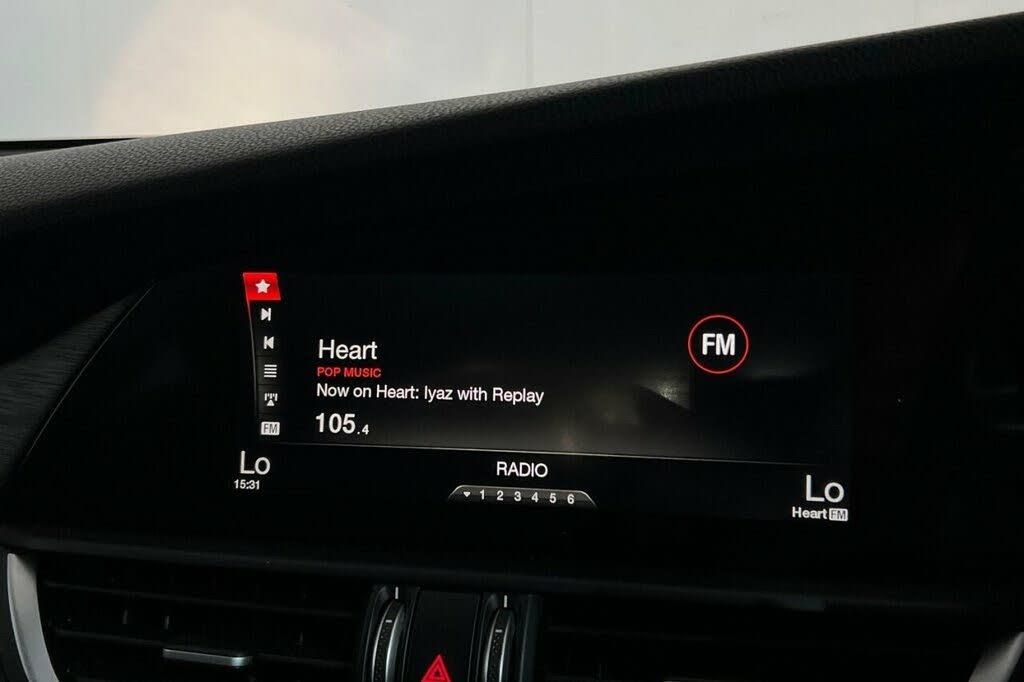 Heart
FM
POP MUSIC
Now on Heart: Iyaz with Replay
105.4
FM
Lo
RADIO
Lo
15:31
1 2 3 4 5 6
Heart FM